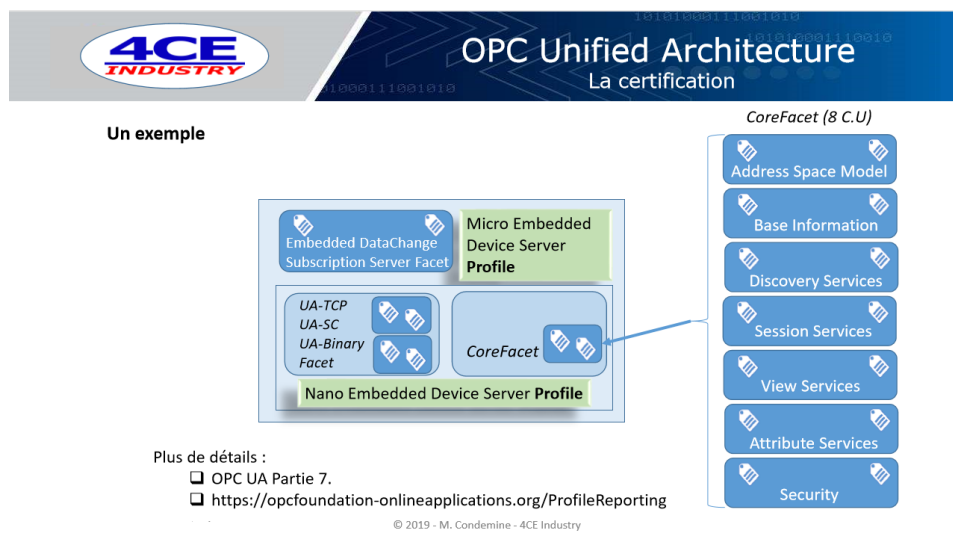 4CE
INDUSTRY
10101000111001010
1010100011110010
01000111001010
OPC Unified Architecture
La certification
CoreFacet (8 C.U)
Un exemple
Address Space Model
Base Information
Discovery Services
Session Services
View Services
Attribute Services
Security
Embedded DataChange
Subscription Server Facet
Micro Embedded
Device Server
Profile
UA-TCP
UA-SC
UA-Binary
Facet
CoreFacet
Nano Embedded Device Server Profile
Plus de détails :
OPC UA Partie 7.
https://opcfoundation-onlineapplications.org/ProfileReporting
© 2019 - M. Condemine - 4CE Industry